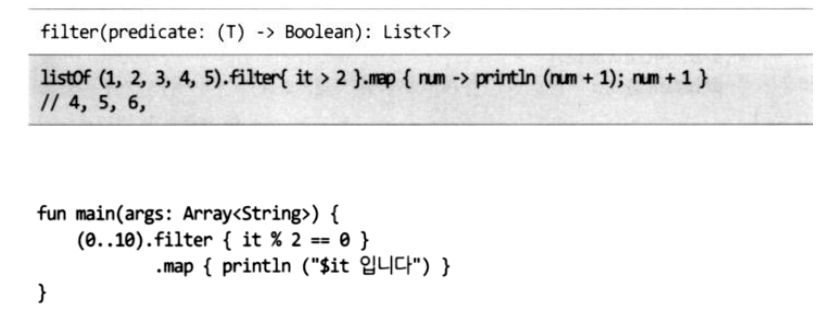 filter(predicate: (T) -> Boolean): List<T>
listOf (1, 2, 3, 4, 5).filter{ it > 2 }.map { num -> println (num + 1); num + 1 }
// 4, 5, 6,
fun main(args: Array<String>) {
    (0..10).filter { it % 2 == 0 }
            .map { println ("$it 입니다") }
}